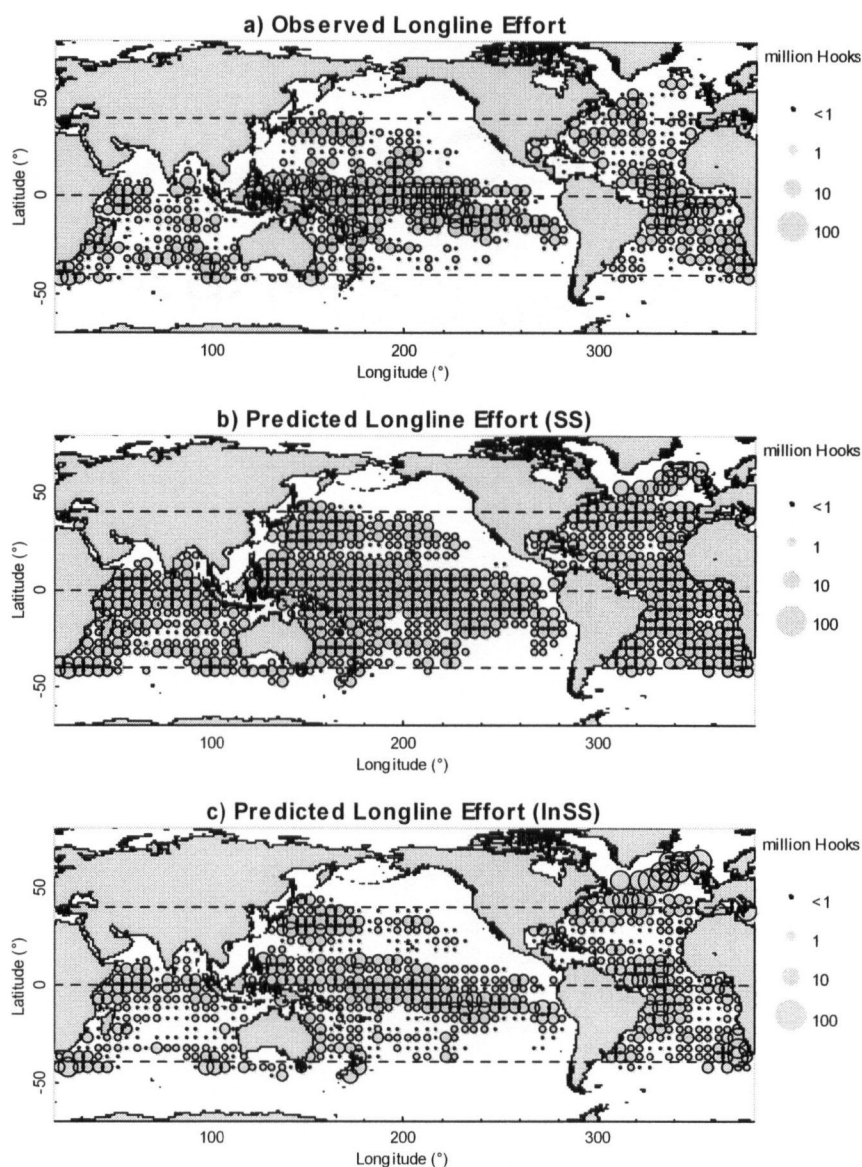 a) Observed Longline Effort
million Hooks
<1
1
10
100
50
0
-50
Latitude (°)
100
200
300
Longitude (°)
b) Predicted Longline Effort (SS)
million Hooks
<1
1
10
100
50
0
-50
Latitude (°)
100
200
300
Longitude (°)
c) Predicted Longline Effort (lnSS)
million Hooks
<1
1
10
100
50
0
-50
Latitude (°)
100
200
300
Longitude (°)